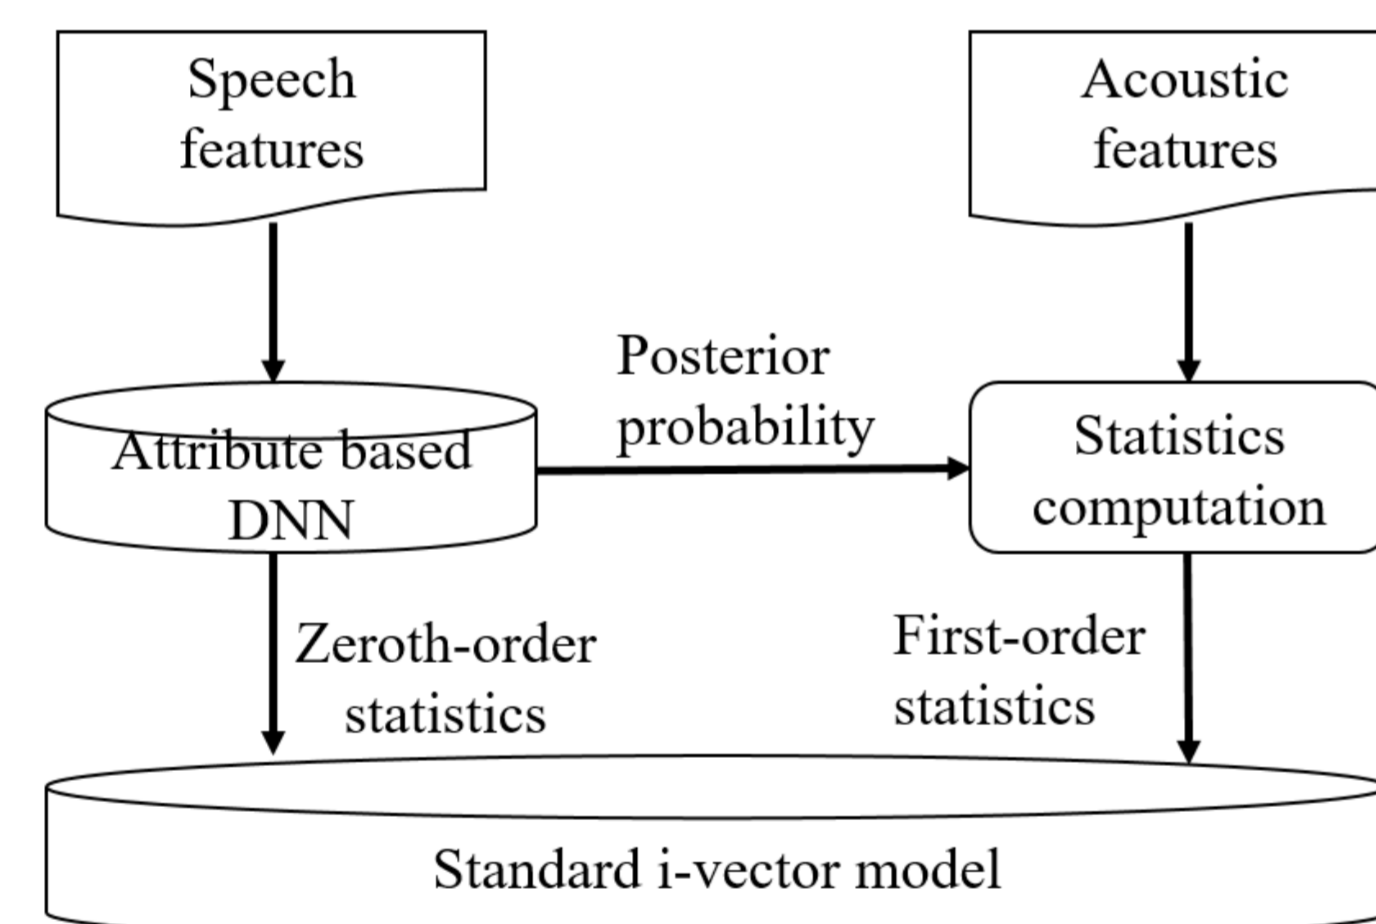 Speech
features
Acoustic
features
Posterior
probability
Attribute based
DNN
Statistics
computation
Zeroth-order
statistics
First-order
statistics
Standard i-vector model